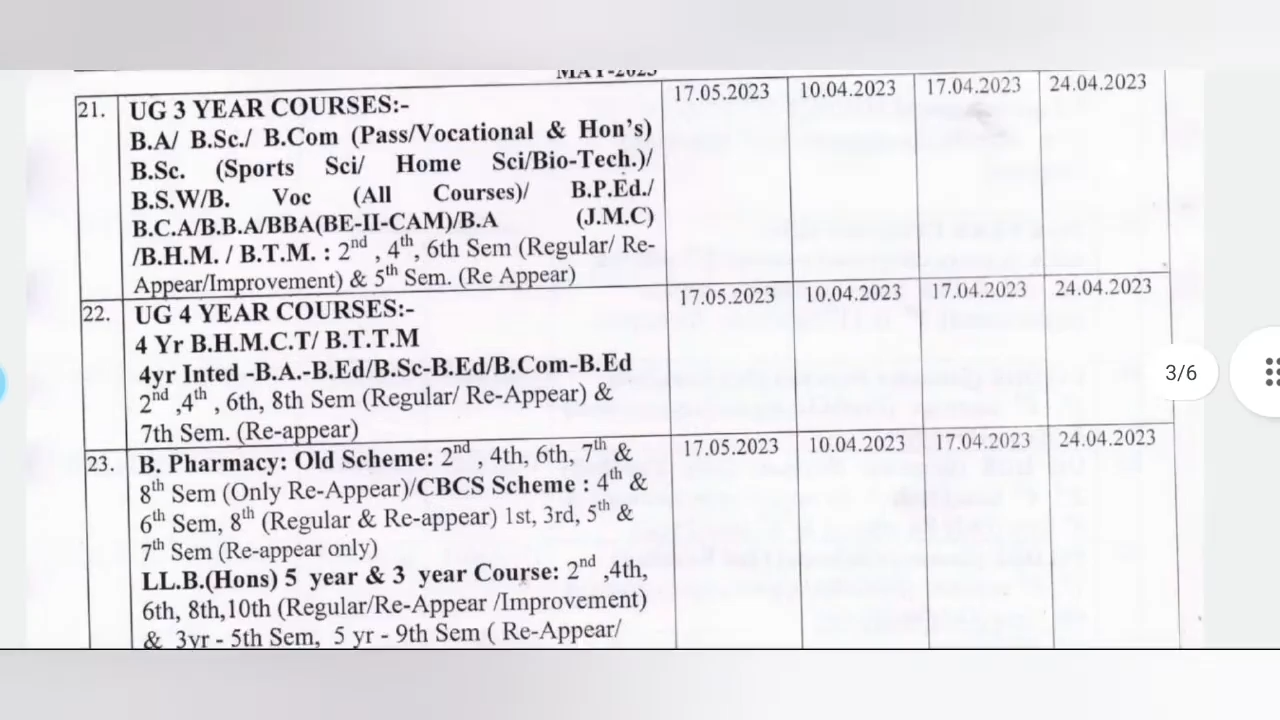 MAY-2023
21. UG 3 YEAR COURSES:- 17.05.2023 10.04.2023 17.04.2023 24.04.2023
B.A/ B.Sc./ B.Com (Pass/Vocational & Hon's)
B.Sc. (Sports Sci/ Home Sci/Bio-Tech.)/
B.S.W/B. Voc (All Courses)/ B.P.Ed./
B.C.A/B.B.A/BBA(BE-II-CAM)/B.A (J.M.C)
/B.H.M. / B.T.M. : 2nd , 4th, 6th Sem (Regular/ Re-
Appear/Improvement) & 5th Sem. (Re Appear)
22. UG 4 YEAR COURSES:- 17.05.2023 10.04.2023 17.04.2023 24.04.2023
4 Yr B.H.M.C.T/ B.T.T.M
4yr Inted -B.A.-B.Ed/B.Sc-B.Ed/B.Com-B.Ed
2nd ,4th , 6th, 8th Sem (Regular/ Re-Appear) &
7th Sem. (Re-appear)
23. B. Pharmacy: Old Scheme: 2nd , 4th, 6th, 7th & 17.05.2023 10.04.2023 17.04.2023 24.04.2023
8th Sem (Only Re-Appear)/CBCS Scheme : 4th &
6th Sem, 8th (Regular & Re-appear) 1st, 3rd, 5th &
7th Sem (Re-appear only)
LL.B.(Hons) 5 year & 3 year Course: 2nd ,4th,
6th, 8th,10th (Regular/Re-Appear /Improvement)
& 3yr - 5th Sem, 5 yr - 9th Sem ( Re-Appear/
3/6